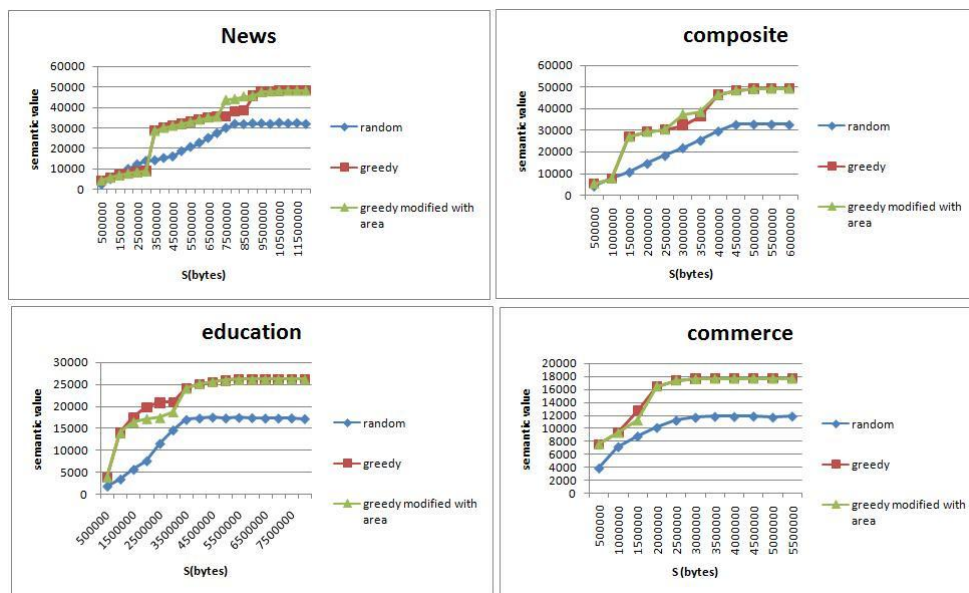 News
semantic value
60000
50000
40000
30000
20000
10000
0
500000
1500000
2500000
3500000
4500000
5500000
6500000
7500000
8500000
9500000
10500000
11500000
S(bytes)
random
greedy
greedy modified with
area
composite
semantic value
60000
50000
40000
30000
20000
10000
0
500000
1000000
1500000
2000000
2500000
3000000
3500000
4000000
4500000
5000000
5500000
6000000
S(bytes)
random
greedy
greedy modified with
area
education
semantic value
30000
25000
20000
15000
10000
5000
0
500000
1500000
2500000
3500000
4500000
5500000
6500000
7500000
S(bytes)
random
greedy
greedy modified with
area
commerce
semantic value
20000
18000
16000
14000
12000
10000
8000
6000
4000
2000
0
500000
1000000
1500000
2000000
2500000
3000000
3500000
4000000
4500000
5000000
5500000
S (bytes)
random
greedy
greedy modified with
area